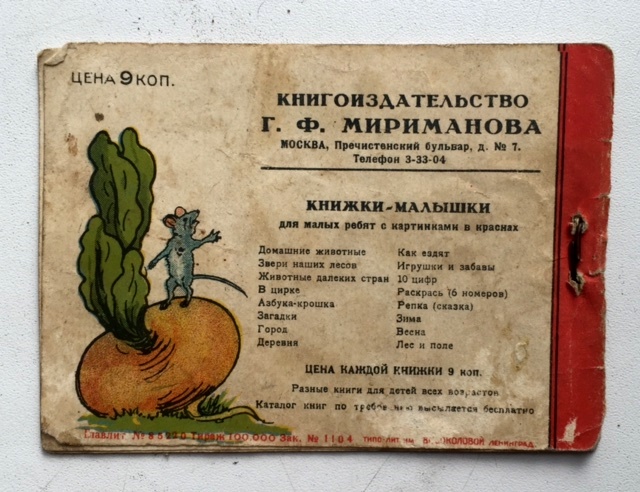 ЦЕНА 9 КОП.
КНИГОИЗДАТЕЛЬСТВО
Г. Ф. МИРИМАНОВА
МОСКВА, Пречистенский бульвар, д. № 7.
Телефон 3-33-04
КНИЖКИ-МАЛЫШКИ
для малых ребят с картинками в красках
Домашние животные
Звери наших лесов
Животные далеких стран
В цирке
Азбука-крошка
Загадки
Город
Деревня
Как ездят
Игрушки и забавы
10 цифр
Раскрась (6 номеров)
Репка (сказка)
Зима
Весна
Лес и поле
ЦЕНА КАЖДОЙ КНИЖКИ 9 коп.
Разные книги для детей всех возрастов
Каталог книг по высылается бесплатно
Главлит № Тираж 100.000 Зак. № 1104 ЛЕНИНГРАД.